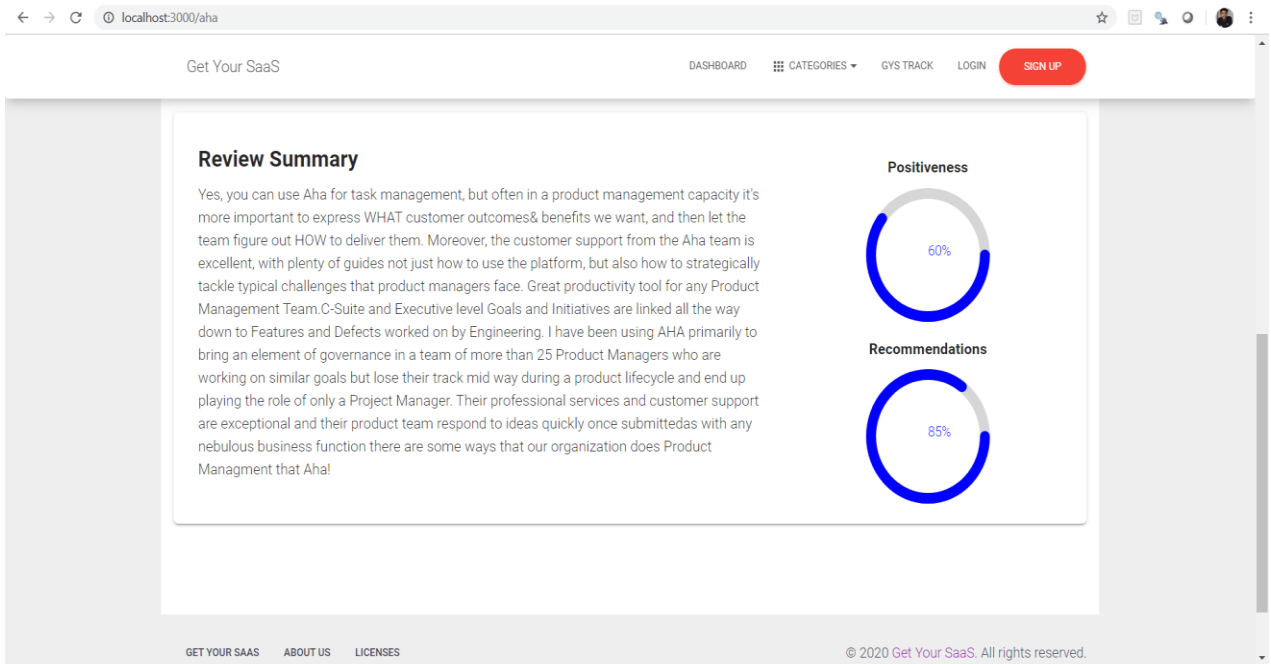 localhost:3000/aha
Get Your SaaS
DASHBOARD
CATEGORIES
GYS TRACK
LOGIN
SIGN UP
Review Summary
Yes, you can use Aha for task management, but often in a product management capacity it's
more important to express WHAT customer outcomes& benefits we want, and then let the
team figure out HOW to deliver them. Moreover, the customer support from the Aha team is
excellent, with plenty of guides not just how to use the platform, but also how to strategically
tackle typical challenges that product managers face. Great productivity tool for any Product
Management Team.C-Suite and Executive level Goals and Initiatives are linked all the way
down to Features and Defects worked on by Engineering. I have been using AHA primarily to
bring an element of governance in a team of more than 25 Product Managers who are
working on similar goals but lose their track mid way during a product lifecycle and end up
playing the role of only a Project Manager. Their professional services and customer support
are exceptional and their product team respond to ideas quickly once submittedas with any
nebulous business function there are some ways that our organization does Product
Managment that Aha!
Positiveness
60%
Recommendations
85%
GET YOUR SAAS
ABOUT US
LICENSES
© 2020 Get Your SaaS. All rights reserved.